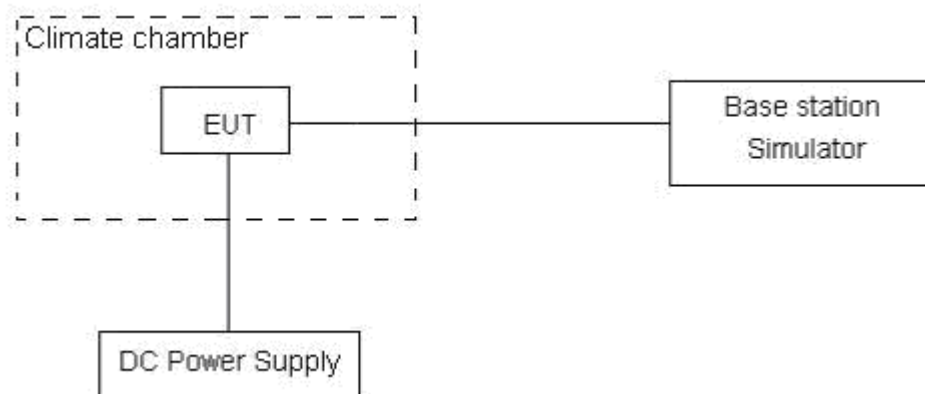 Climate chamber
EUT
Base station
Simulator
DC Power Supply